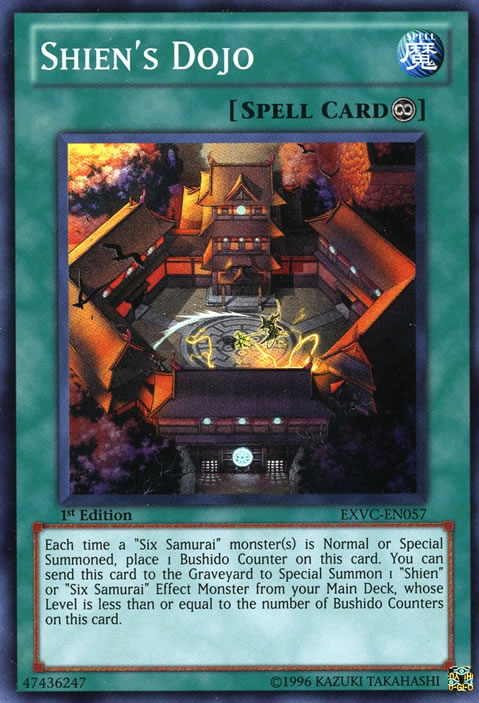 SHIEN'S DOJO
SPELL
魔
[SPELL CARD]
1st Edition
EXVC-EN057
Each time a "Six Samurai" monster(s) is Normal or Special
Summoned, place 1 Bushido Counter on this card. You can
send this card to the Graveyard to Special Summon 1 "Shien"
or "Six Samurai" Effect Monster from your Main Deck, whose
Level is less than or equal to the number of Bushido Counters
on this card.
47436247
©1996 KAZUKI TAKAHASHI